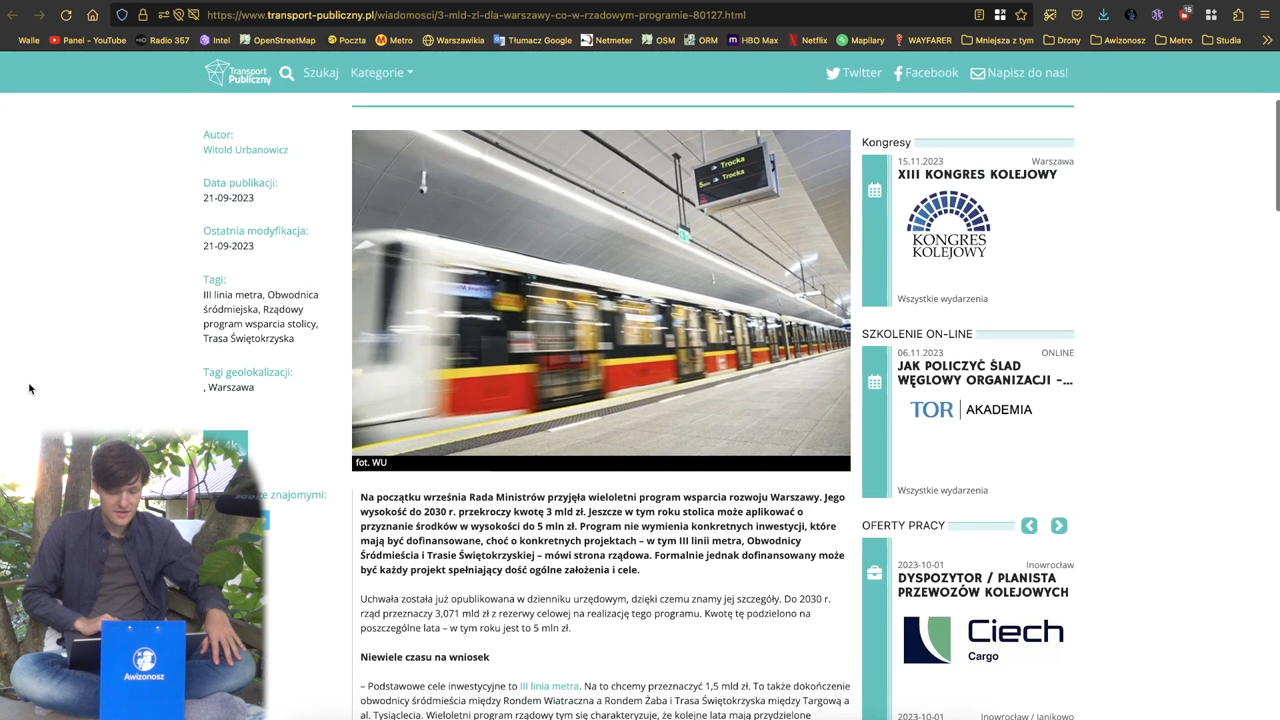 https://www.transport-publiczny.pl/wiadomosci/3-mld-zl-dla-warszawy-co-w-rzadowym-programie-80127.html
15
Walle
Panel - YouTube
Radio 357
Intel
OpenStreetMap
Poczta
Metro
Warszawikia
Tłumacz Google
Netmeter
OSM
ORM
HBO Max
Netflix
Mapilary
WAYFARER
Mniejsza z tym
Drony
Awizonosz
Metro
Studia
Transport
Publiczny
Szukaj
Kategorie
Twitter
Facebook
Napisz do nas!
Autor:
Witold Urbanowicz
Data publikacji:
21-09-2023
Ostatnia modyfikacja:
21-09-2023
Tagi:
III linia metra, Obwodnica
śródmiejska, Rządowy
program wsparcia stolicy,
Trasa Świętokrzyska
Tagi geolokalizacji:
, Warszawa
znajomymi:
Awizonosz
Trocka
5min Trocka
fot. WU
Na początku września Rada Ministrów przyjęła wieloletni program wsparcia rozwoju Warszawy. Jego
wysokość do 2030 r. przekroczy kwotę 3 mld zł. Jeszcze w tym roku stolica może aplikować o
przyznanie środków w wysokości do 5 mln zł. Program nie wymienia konkretnych inwestycji, które
mają być dofinansowane, choć o konkretnych projektach – w tym III linii metra, Obwodnicy
Śródmieścia i Trasie Świętokrzyskiej – mówi strona rządowa. Formalnie jednak dofinansowany może
być każdy projekt spełniający dość ogólne założenia i cele.
Uchwała została już opublikowana w dzienniku urzędowym, dzięki czemu znamy jej szczegóły. Do 2030 r.
rząd przeznaczy 3,071 mld zł z rezerwy celowej na realizację tego programu. Kwotę tę podzielono na
poszczególne lata – w tym roku jest to 5 mln zł.
Niewiele czasu na wniosek
– Podstawowe cele inwestycyjne to III linia metra. Na to chcemy przeznaczyć 1,5 mld zł. To także dokończenie
obwodnicy śródmieścia między Rondem Wiatraczna a Rondem Żaba i Trasa Świętokrzyska między Targową a
al. Tysiąclecia. Wieloletni program rządowy tym się charakteryzuje, że kolejne lata mają przydzielone
Kongresy
15.11.2023
Warszawa
XIII KONGRES KOLEJOWY
KONGRES
KOLEJOWY
Wszystkie wydarzenia
SZKOLENIE ON-LINE
06.11.2023
ONLINE
JAK POLICZYĆ ŚLAD
WĘGLOWY ORGANIZACJI -...
TOR AKADEMIA
Wszystkie wydarzenia
OFERTY PRACY
2023-10-01
Inowrocław
DYSPOZYTOR / PLANISTA
PRZEWOZÓW KOLEJOWYCH
Ciech
Cargo
2023-10-01
Inowrocław / Janikowo